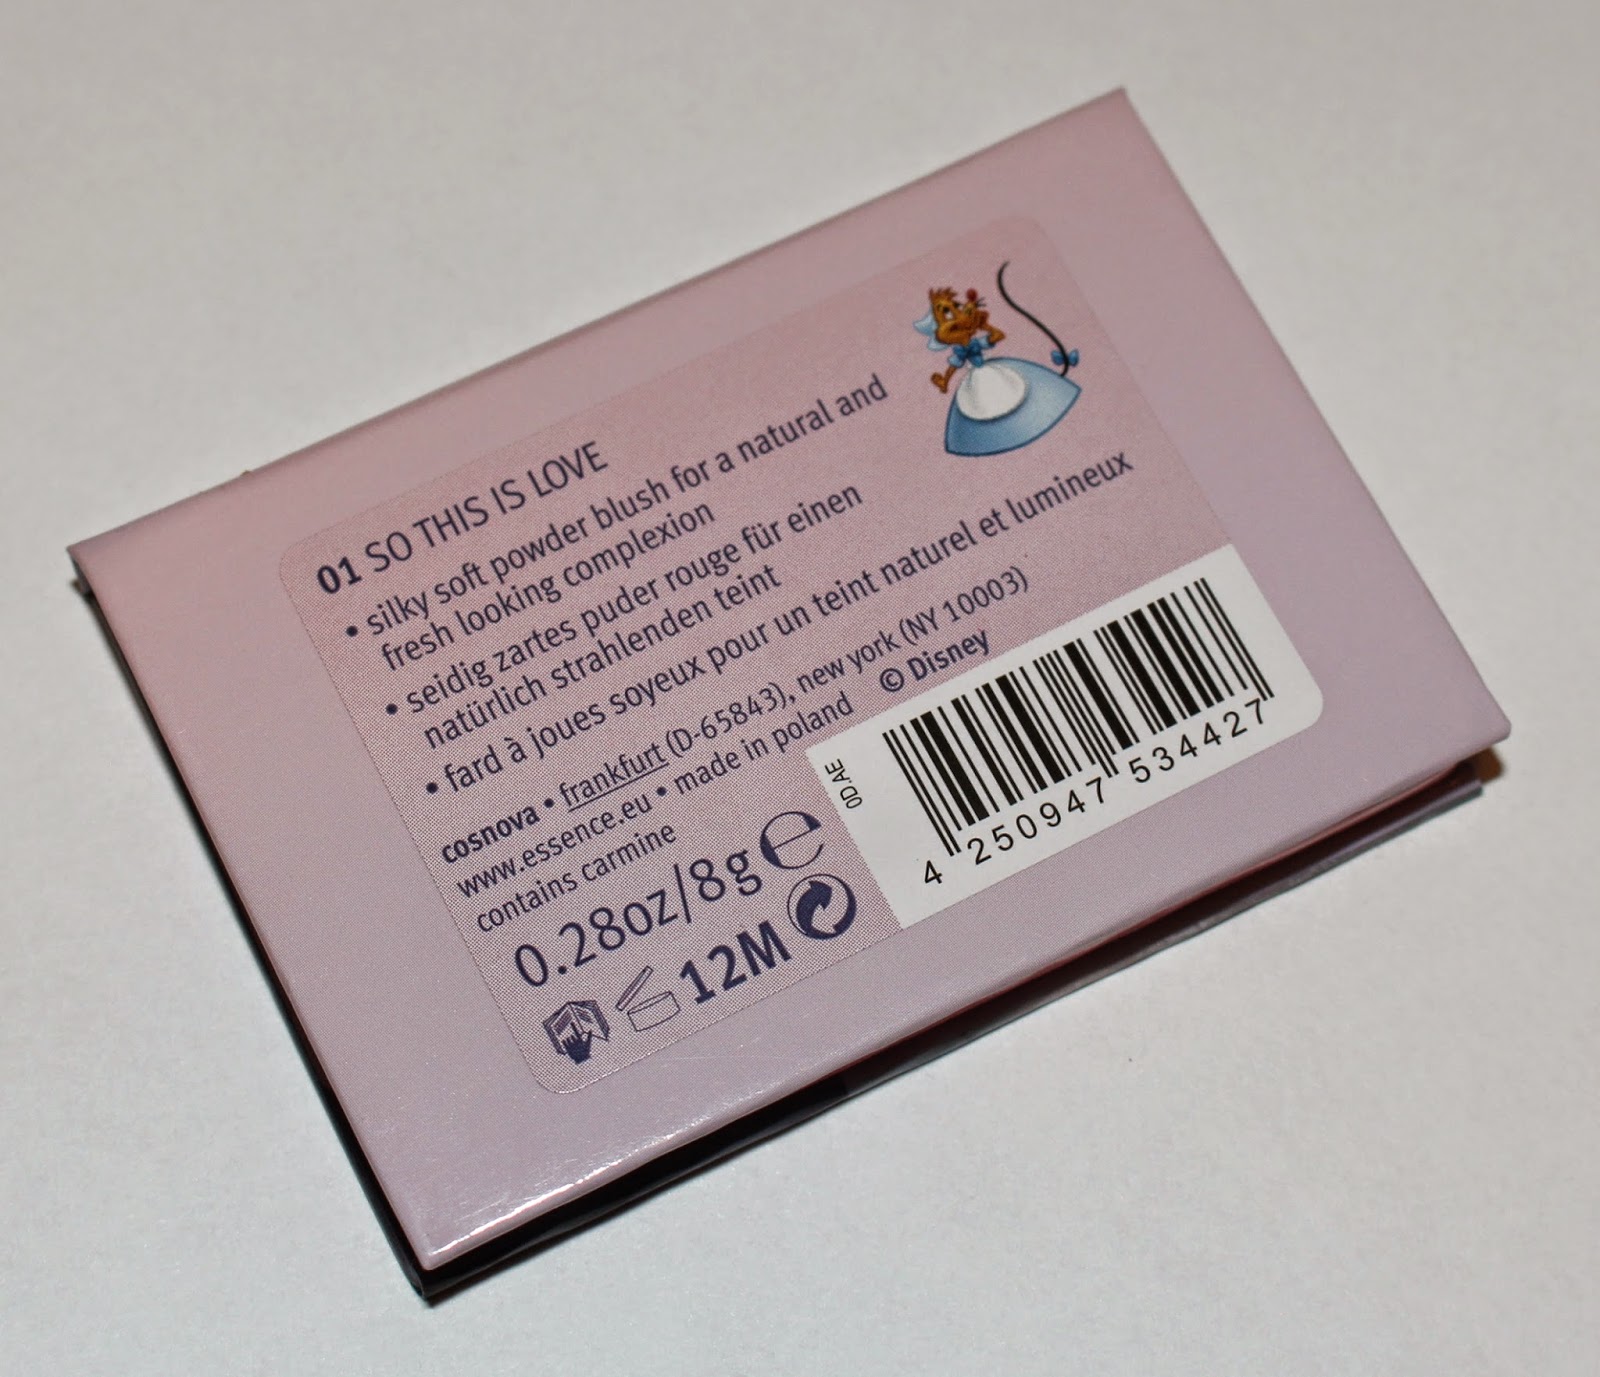 01 SO THIS IS LOVE
• silky soft powder blush for a natural and
fresh looking complexion
• seidig zartes puder rouge für einen
natürlich strahlenden teint
• fard à joues soyeux pour un teint naturel et lumineux
cosnova • frankfurt (D-65843), new york (NY 10003)
www.essence.eu • made in poland © Disney
contains carmine
0.28oz/8g ℮
12M
0D.AE
4 250947 534427